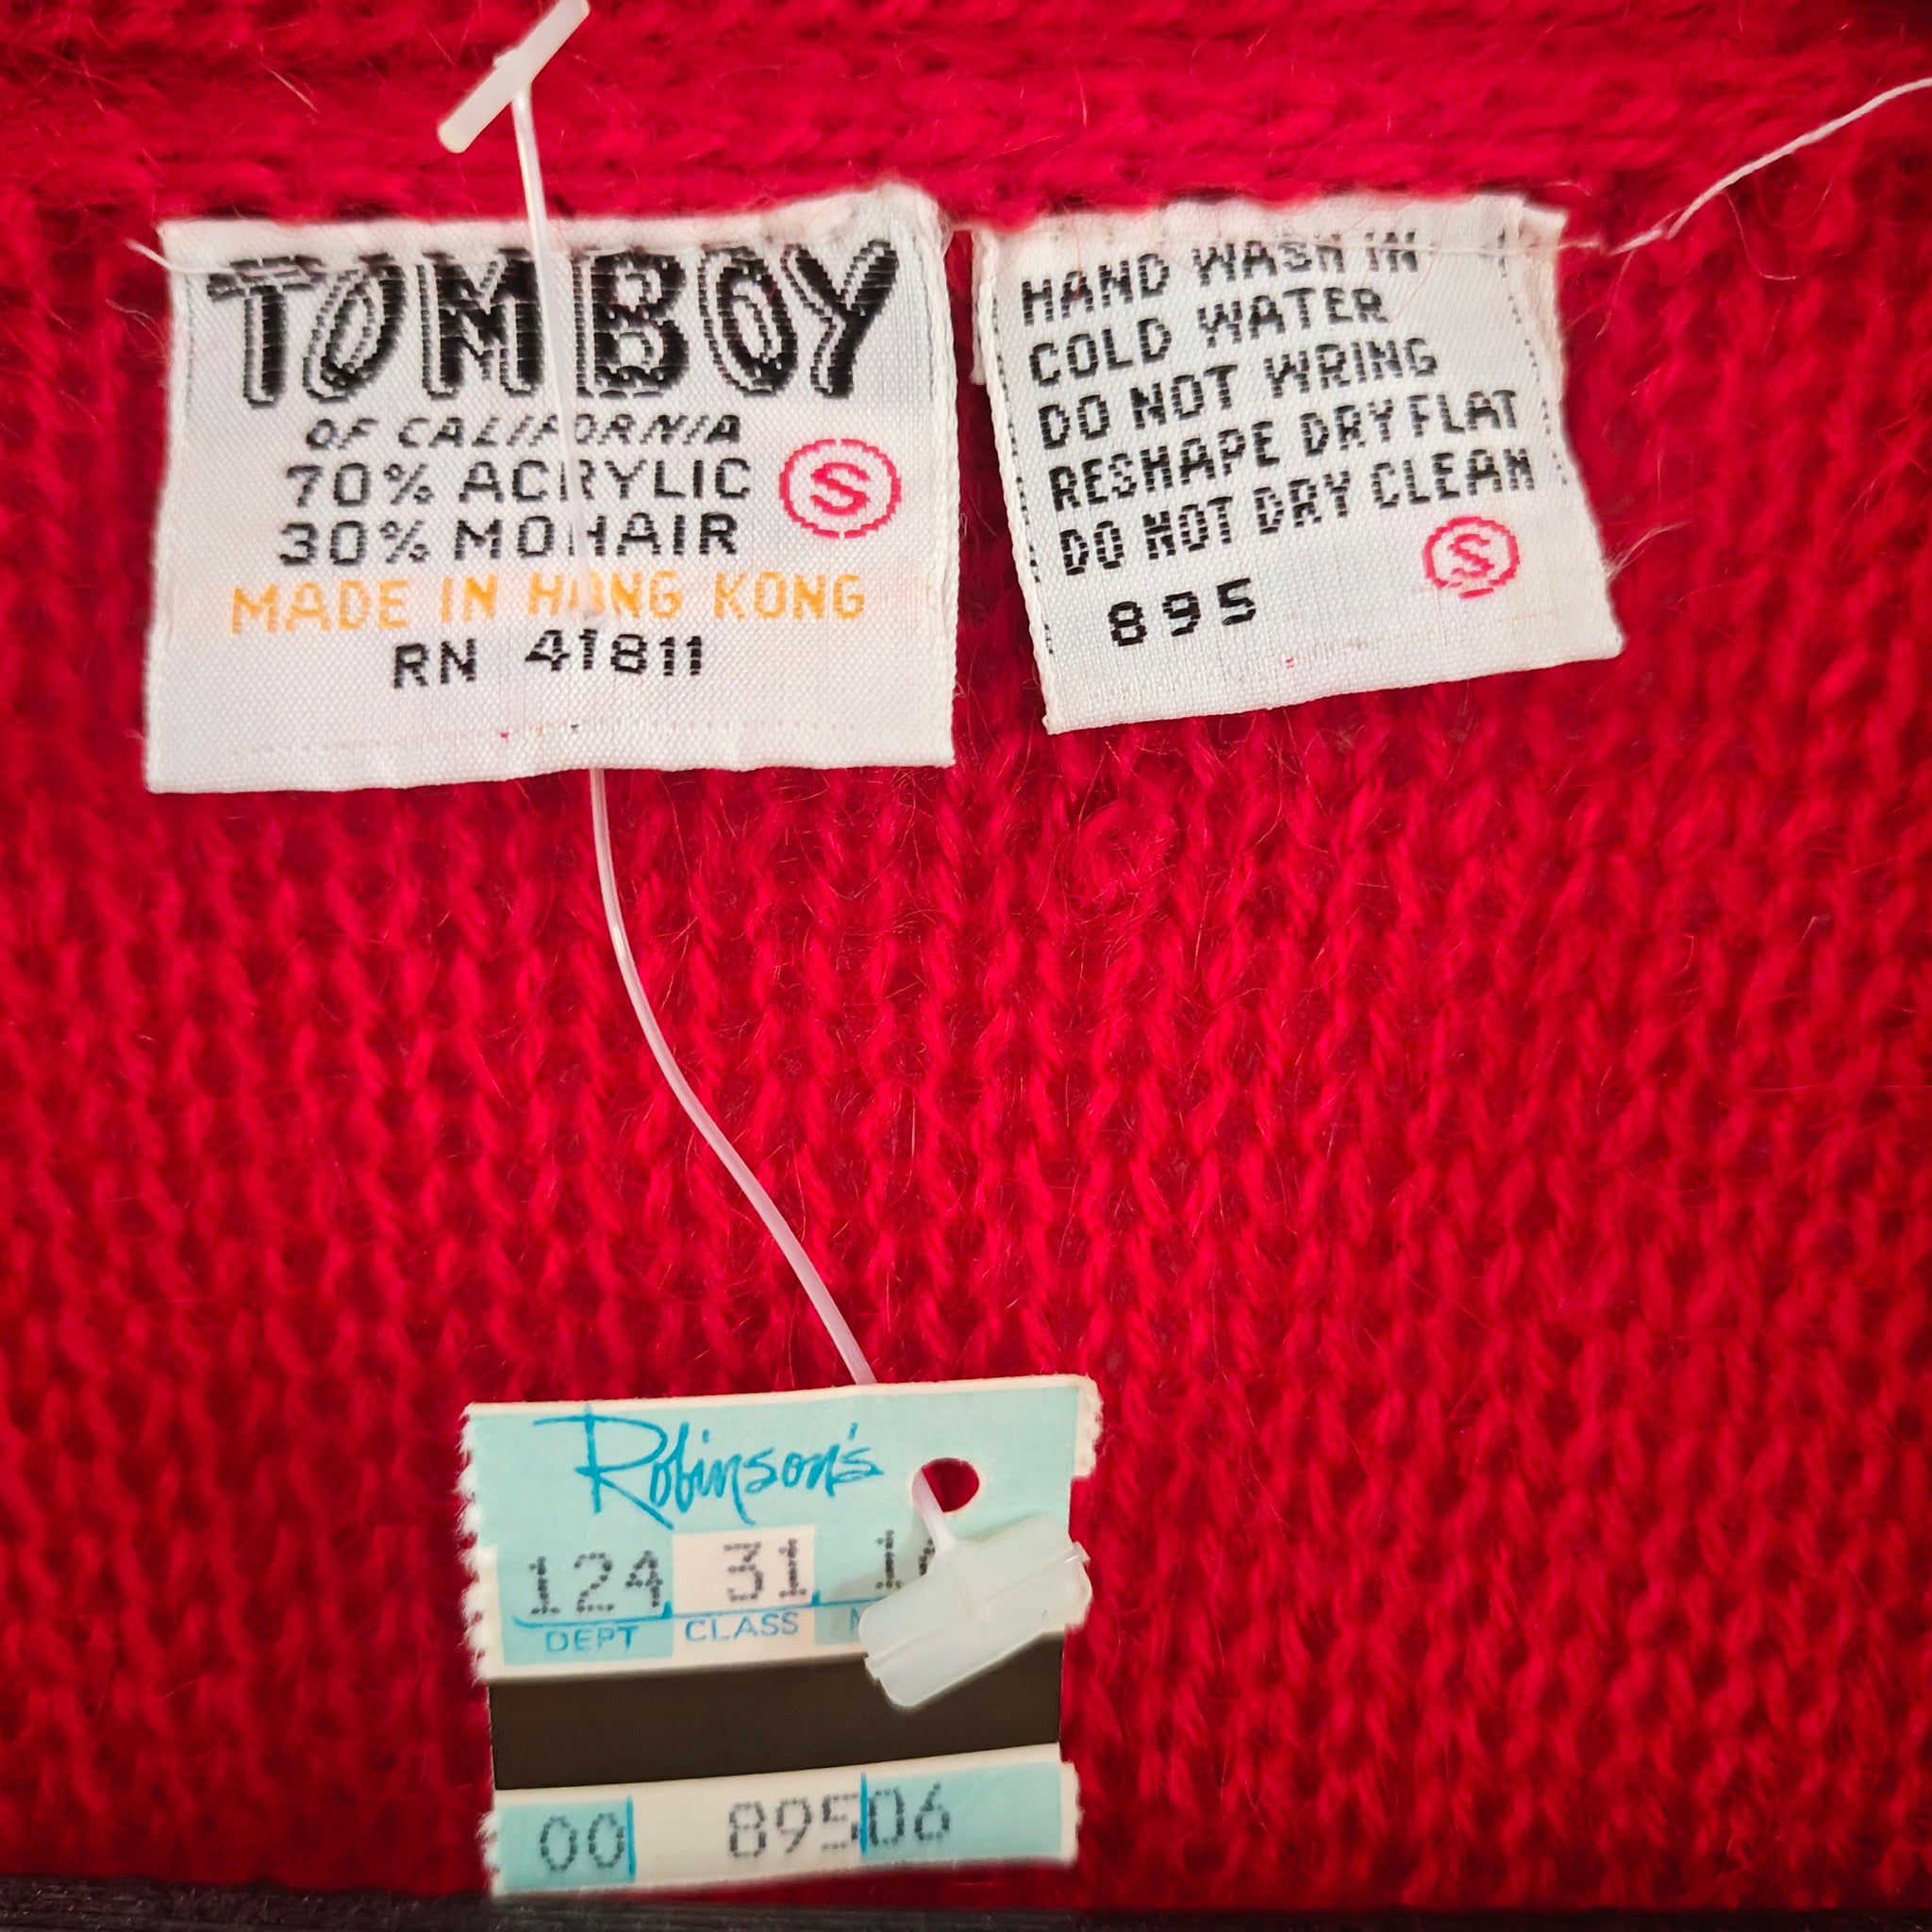 TOMBOY
OF CALIFORNIA
70% ACRYLIC
30% MOHAIR
S
MADE IN HONG KONG
RN 41811
HAND WASH IN
COLD WATER
DO NOT WRING
RESHAPE DRY FLAT
DO NOT DRY CLEAN
S
895
Robinson's
124 31
DEPT CLASS
00 895 06